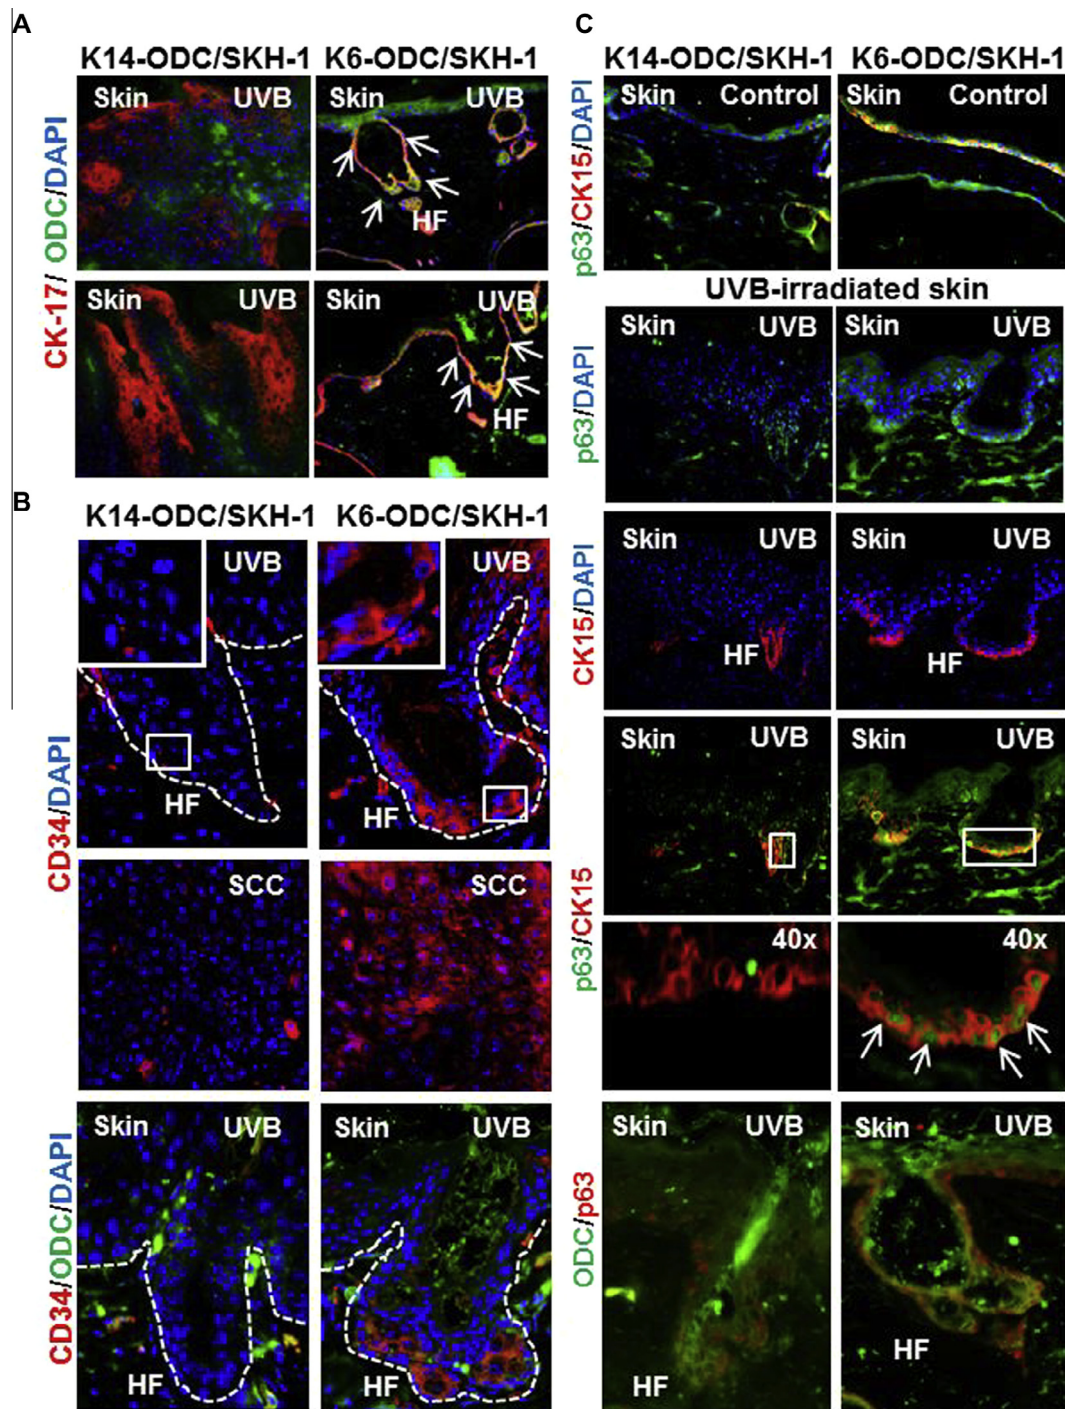 A
K14-ODC/SKH-1 K6-ODC/SKH-1
CK-17/ ODC/DAPI
Skin UVB
Skin UVB
HF
Skin UVB
Skin UVB
HF
B
K14-ODC/SKH-1 K6-ODC/SKH-1
CD34/DAPI
UVB
HF
UVB
HF
SCC
SCC
CD34/ODC/DAPI
Skin UVB
HF
Skin UVB
HF
C
K14-ODC/SKH-1 K6-ODC/SKH-1
p63/CK15/DAPI
Skin Control
Skin Control
UVB-irradiated skin
p63/DAPI
Skin UVB
Skin UVB
CK15/DAPI
Skin UVB
HF
Skin UVB
HF
p63/CK15
Skin UVB
Skin UVB
40x
40x
ODC/p63
Skin UVB
HF
Skin UVB
HF